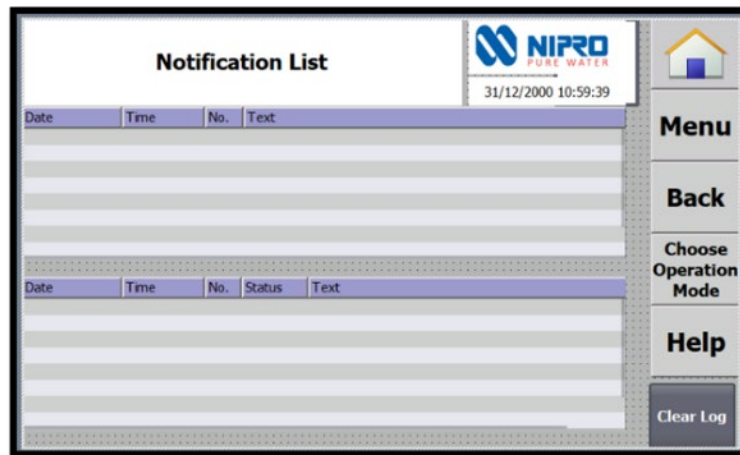 Notification List
NIPRO
PURE WATER
31/12/2000 10:59:39
Date Time No. Text
Date Time No. Status Text
Menu
Back
Choose
Operation
Mode
Help
Clear Log